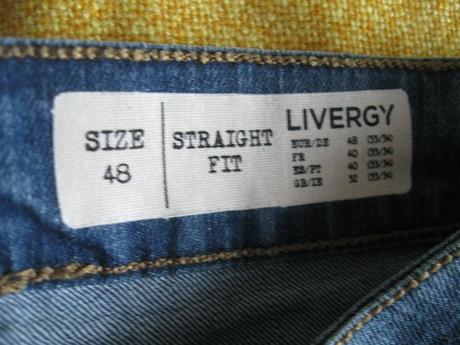 SIZE
48
STRAIGHT
FIT
LIVERGY
EUR/DE 48 (33/34)
FR 40 (33/34)
ES/PT 40 (33/34)
GB/IE 32 (33/34)